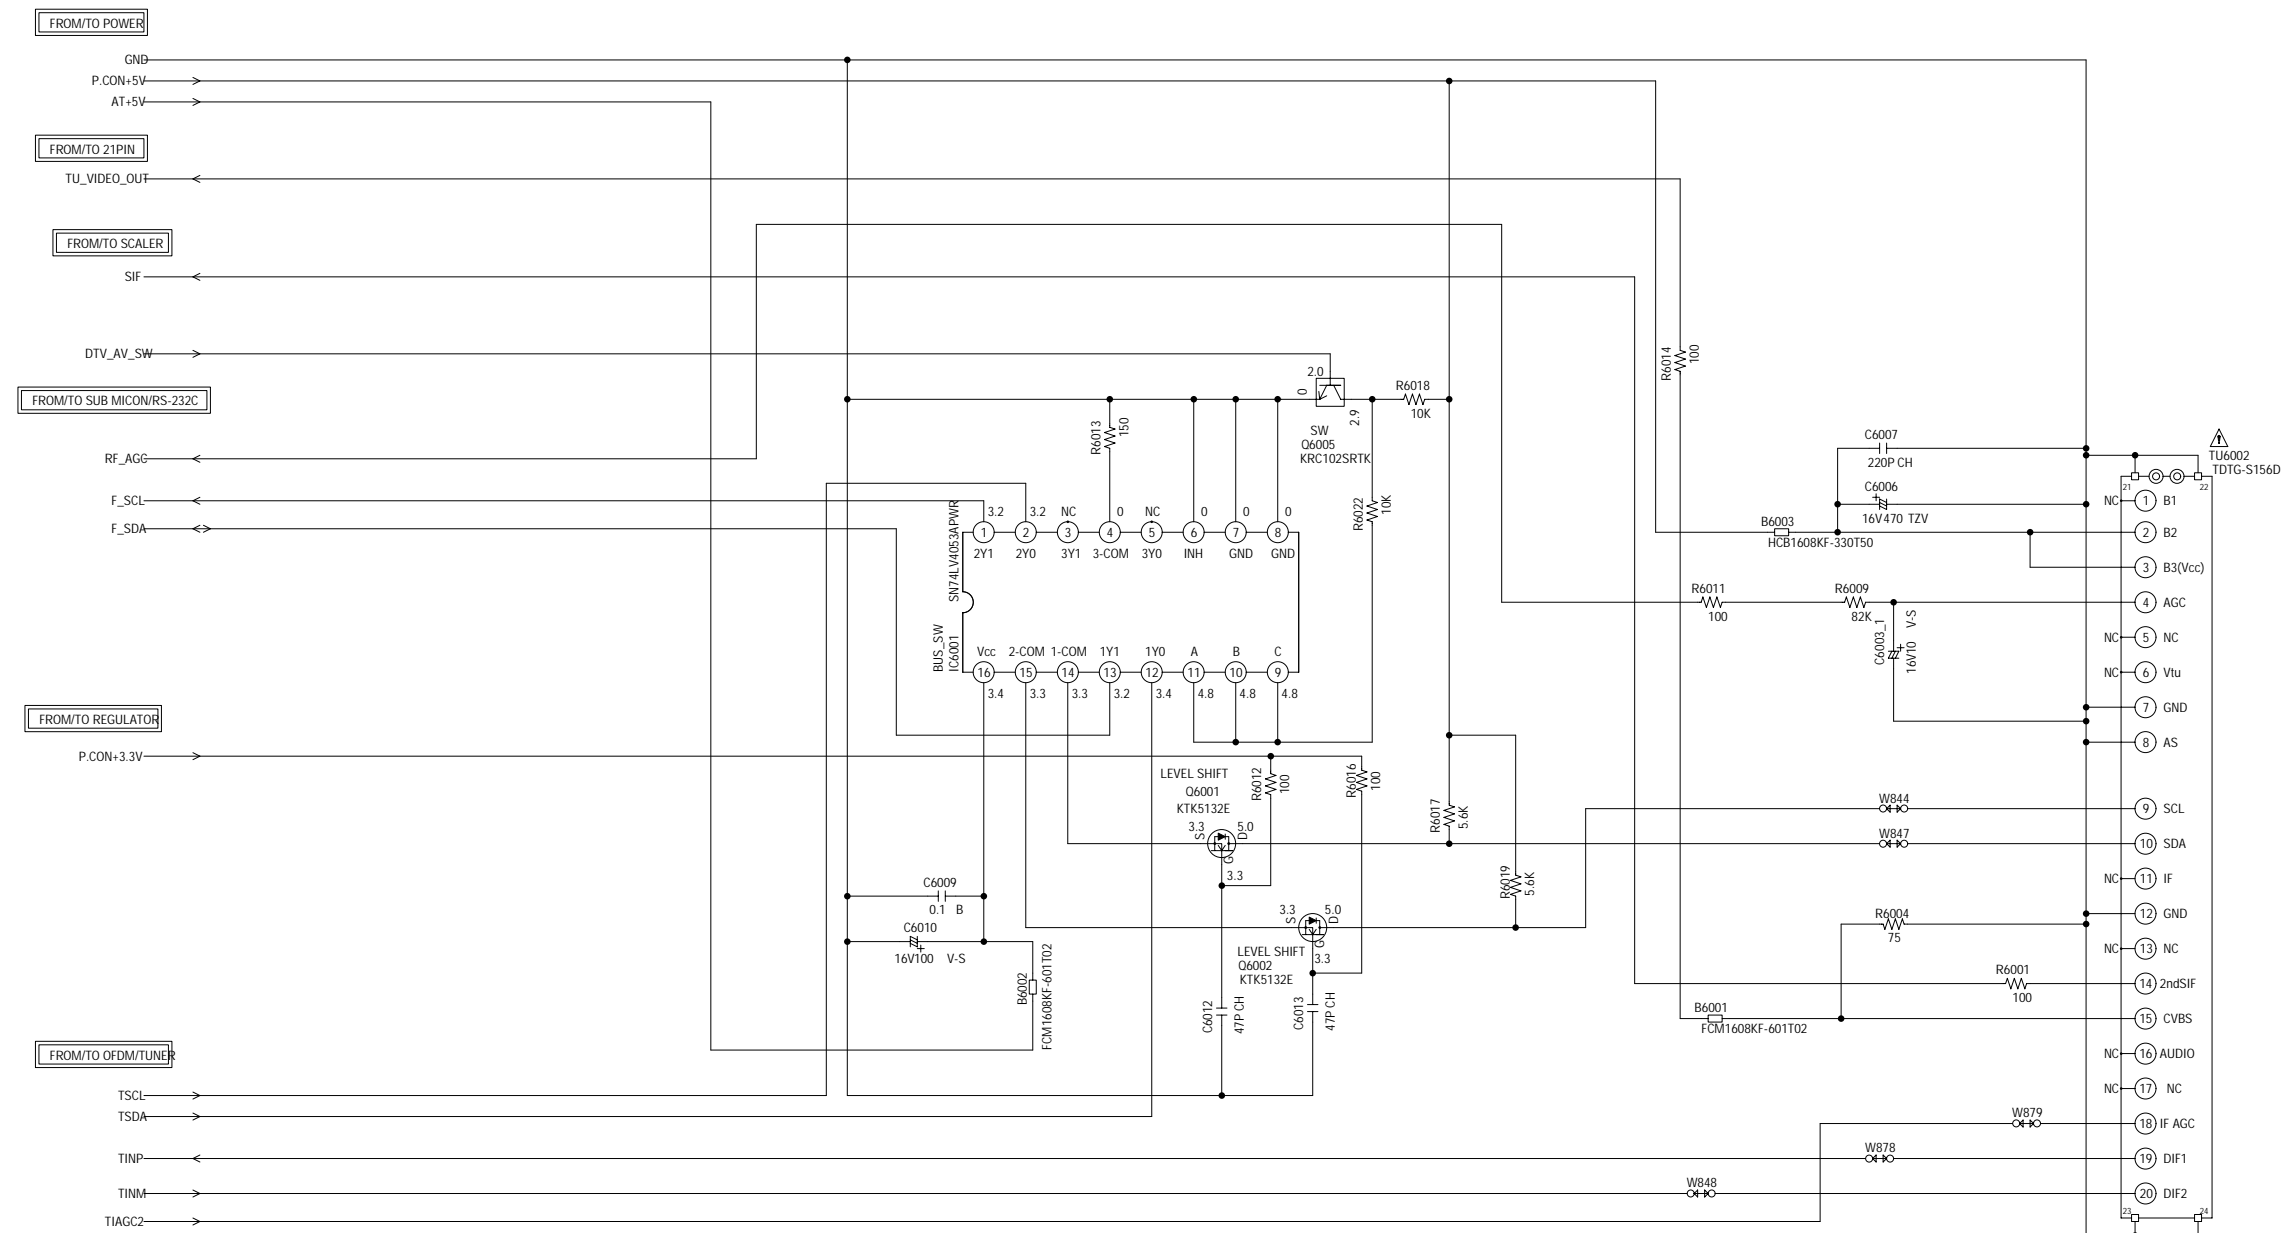 FROM/TO POWER
GND
P.CON+5V
AT+5V
FROM/TO 21PIN
TU_VIDEO_OUT
FROM/TO SCALER
SIF
DTV_AV_SW
FROM/TO SUB MICON/RS-232C
RF_AGC
F_SCL
F_SDA
FROM/TO REGULATOR
P.CON+3.3V
FROM/TO OFDM/TUNER
TSCL
TSDA
TINP
TINM
TIAGC2
2.0
0
2.9
SW
Q6005
KRC102SRTK
R6018
10K
R6022
10K
R6013
150
R6014
100
BUS_SW
IC6001
SN74LV4053APWR
3.2 3.2 NC 0 NC 0 0 0
1 2 3 4 5 6 7 8
2Y1 2Y0 3Y1 3-COM 3Y0 INH GND GND
Vcc 2-COM 1-COM 1Y1 1Y0 A B C
16 15 14 13 12 11 10 9
3.4 3.3 3.3 3.2 3.4 4.8 4.8 4.8
LEVEL SHIFT
Q6001
KTK5132E
3.3
S
5.0
D
G
3.3
R6012
100
R6016
100
R6017
5.6K
R6019
5.6K
3.3
S
5.0
D
G
3.3
LEVEL SHIFT
Q6002
KTK5132E
C6009
0.1 B
C6010
16V100 V-S
B6002
FCM1608KF-601T02
C6012
47P CH
C6013
47P CH
C6007
220P CH
C6006
16V470 TZV
B6003
HCB1608KF-330T50
R6011
100
R6009
82K
C6003_1
16V10 V-S
W844
W847
R6004
75
R6001
100
B6001
FCM1608KF-601T02
W879
W878
W848
TU6002
TDTG-S156D
21 22
NC 1 B1
2 B2
3 B3(Vcc)
4 AGC
NC 5 NC
NC 6 Vtu
7 GND
8 AS
9 SCL
10 SDA
NC 11 IF
12 GND
NC 13 NC
14 2ndSIF
15 CVBS
NC 16 AUDIO
NC 17 NC
18 IF AGC
19 DIF1
20 DIF2
23 24